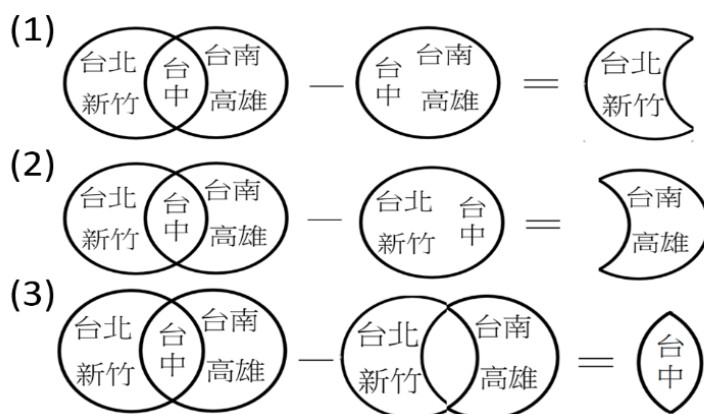 (1)
台北 台中 台南 － 台中 台南 ＝ 台北
新竹 高雄 高雄 新竹
(2)
台北 台中 台南 － 台北 台中 ＝ 台南
新竹 高雄 新竹 高雄
(3)
台北 台中 台南 － 台北 台南 ＝ 台中
新竹 高雄 新竹 高雄